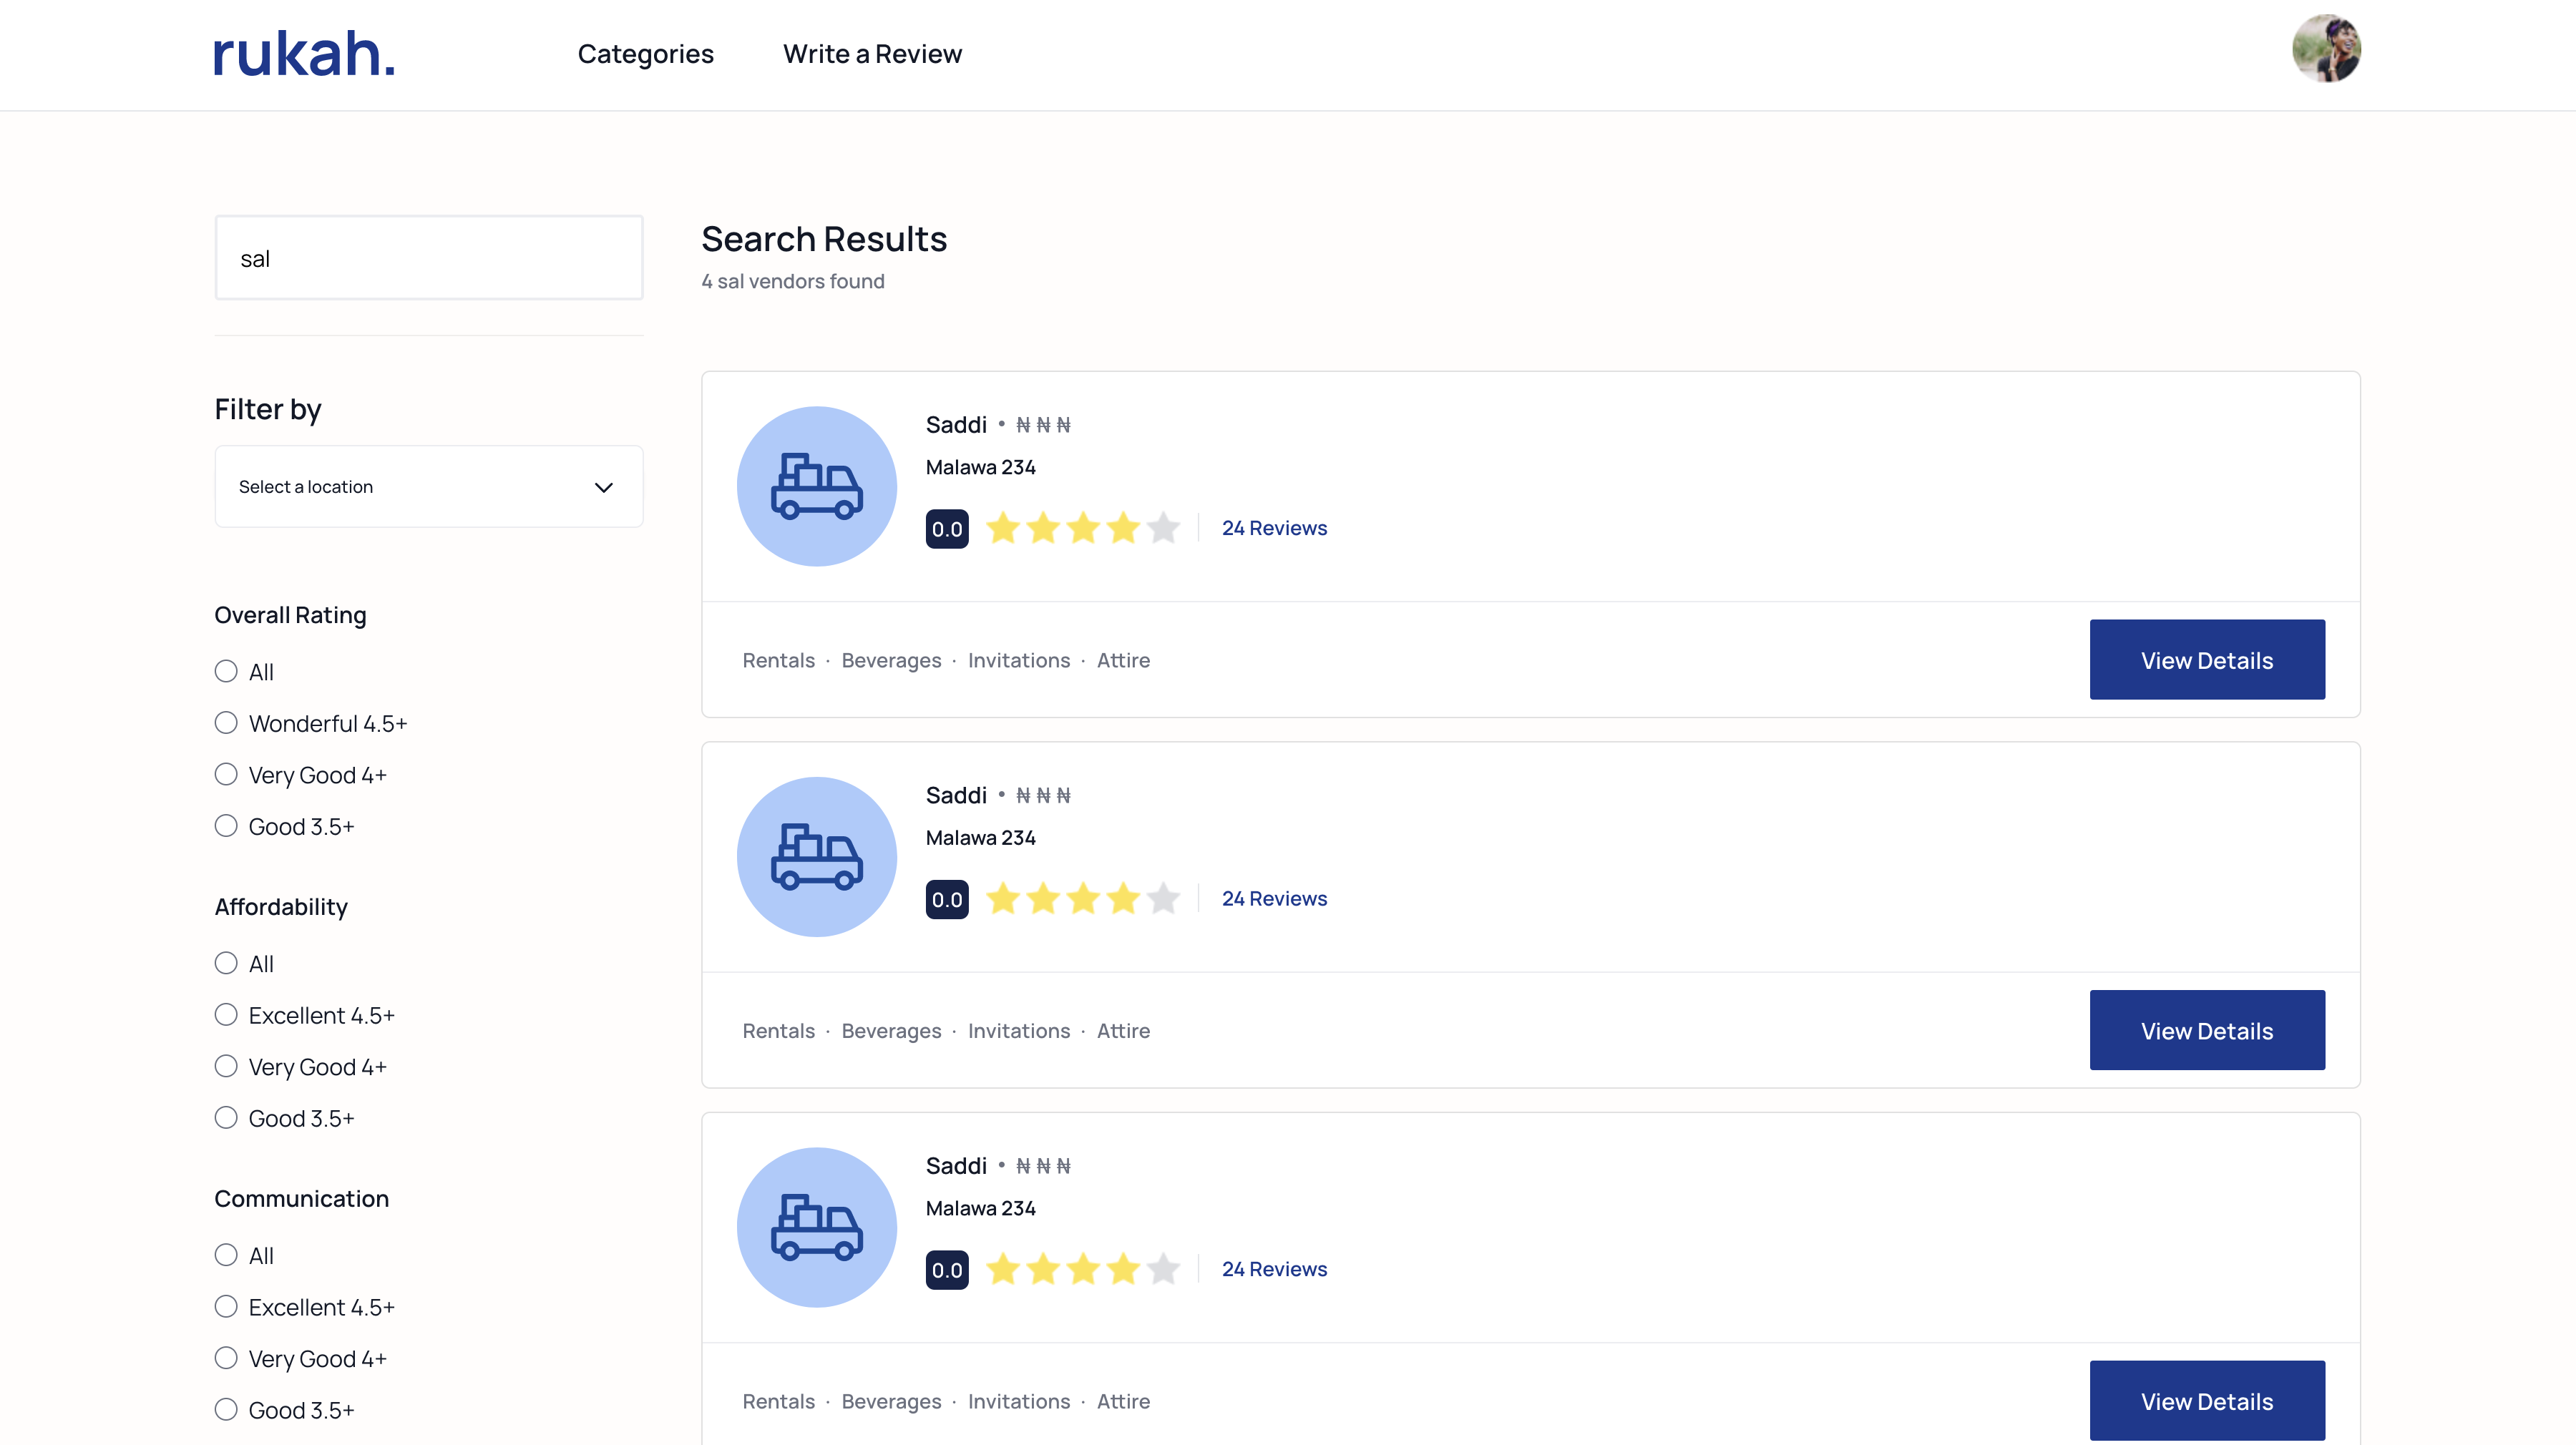 rukah.
Categories
Write a Review
sal
Filter by
Select a location
Overall Rating
All
Wonderful 4.5+
Very Good 4+
Good 3.5+
Affordability
All
Excellent 4.5+
Very Good 4+
Good 3.5+
Communication
All
Excellent 4.5+
Very Good 4+
Good 3.5+
Search Results
4 sal vendors found
Saddi • ₦ ₦ ₦
Malawa 234
0.0
24 Reviews
Rentals · Beverages · Invitations · Attire
View Details
Saddi • ₦ ₦ ₦
Malawa 234
0.0
24 Reviews
Rentals · Beverages · Invitations · Attire
View Details
Saddi • ₦ ₦ ₦
Malawa 234
0.0
24 Reviews
Rentals · Beverages · Invitations · Attire
View Details